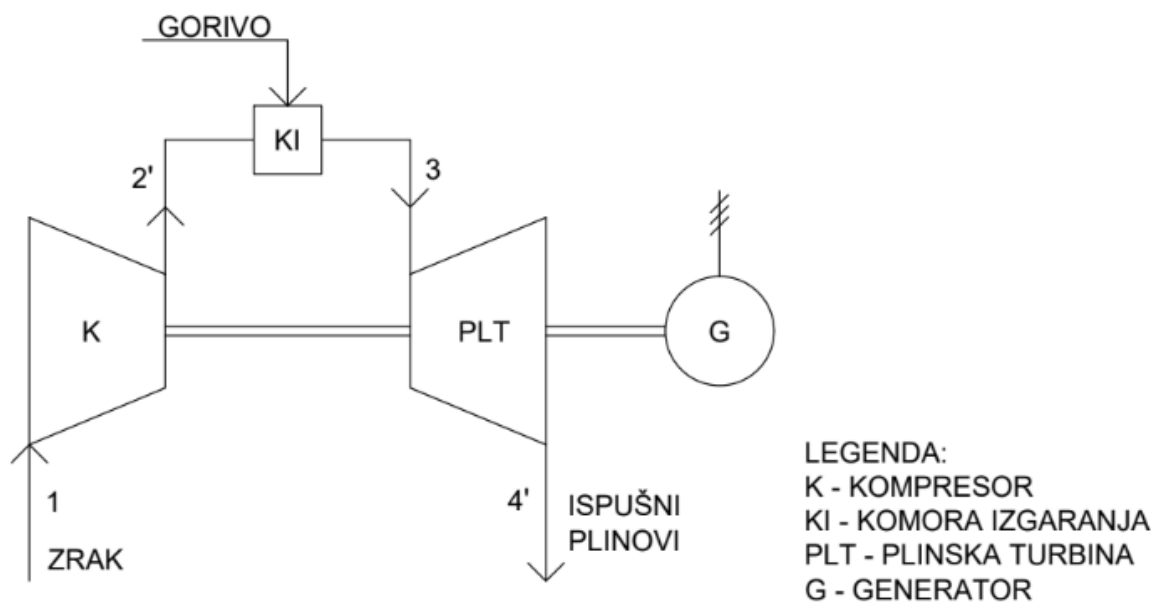 GORIVO
KI
2'
3
K
PLT
G
1
ZRAK
4'
ISPUŠNI
PLINOVI
LEGENDA:
K - KOMPRESOR
KI - KOMORA IZGARANJA
PLT - PLINSKA TURBINA
G - GENERATOR